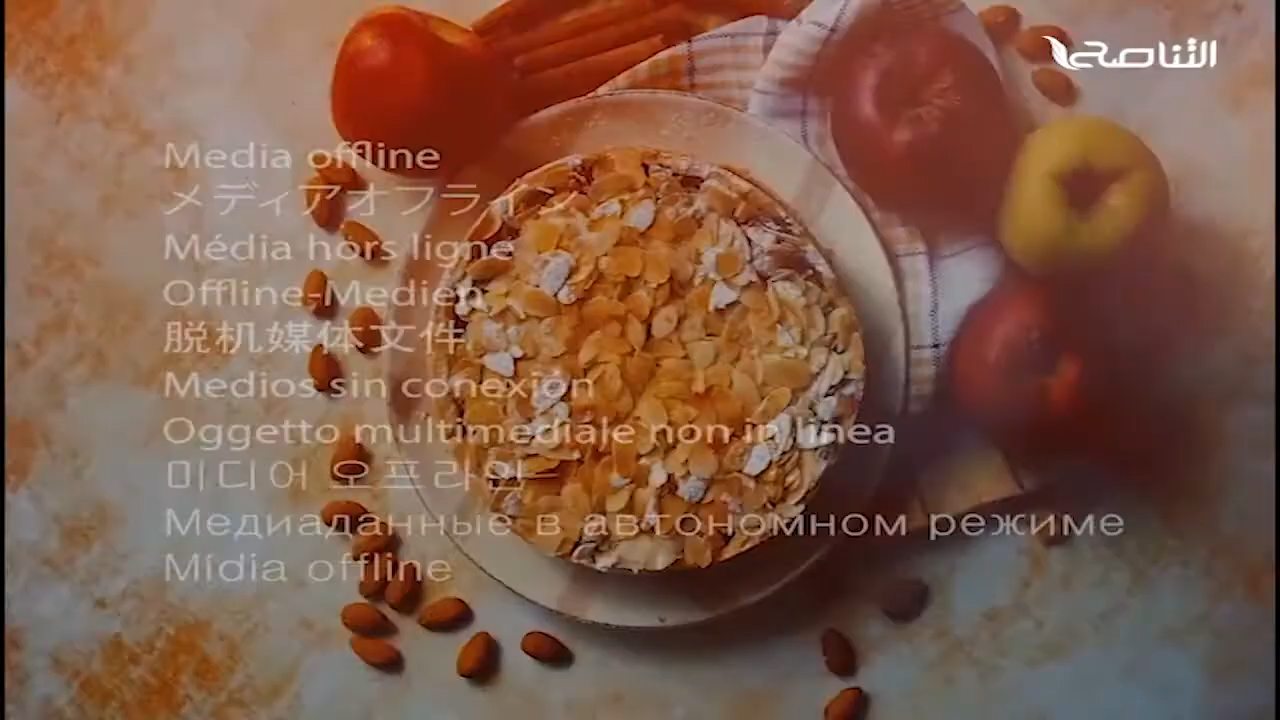 الثناصحي
Media offline
メディアオフライン
Média hors ligne
Offline-Medien
脱机媒体文件
Medios sin conexión
Oggetto multimediale non in linea
미디어 오프라인
Медиаданные в автономном режиме
Mídia offline